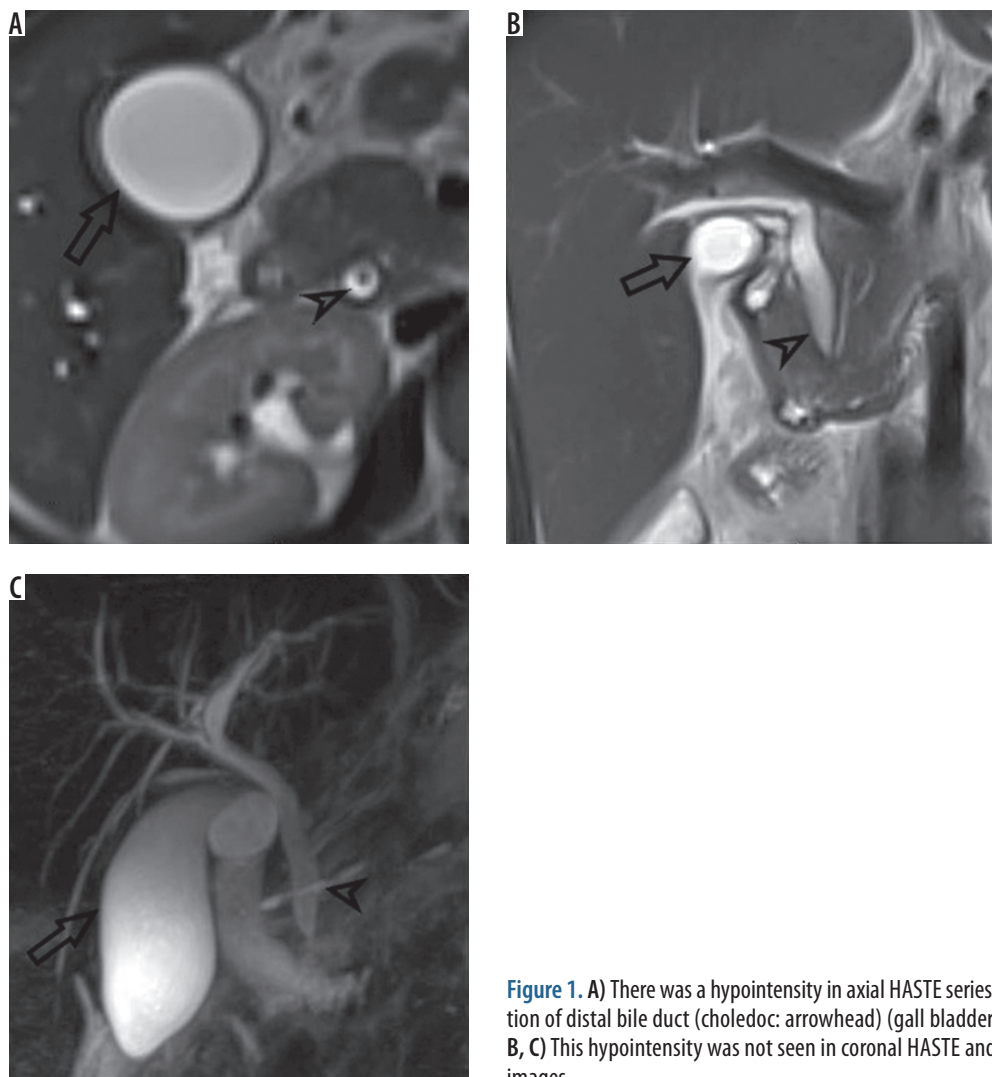 A
B
C
Figure 1. A) There was a hypointensity in axial HASTE series
tion of distal bile duct (choledoc: arrowhead) (gall bladder
B, C) This hypointensity was not seen in coronal HASTE and
images